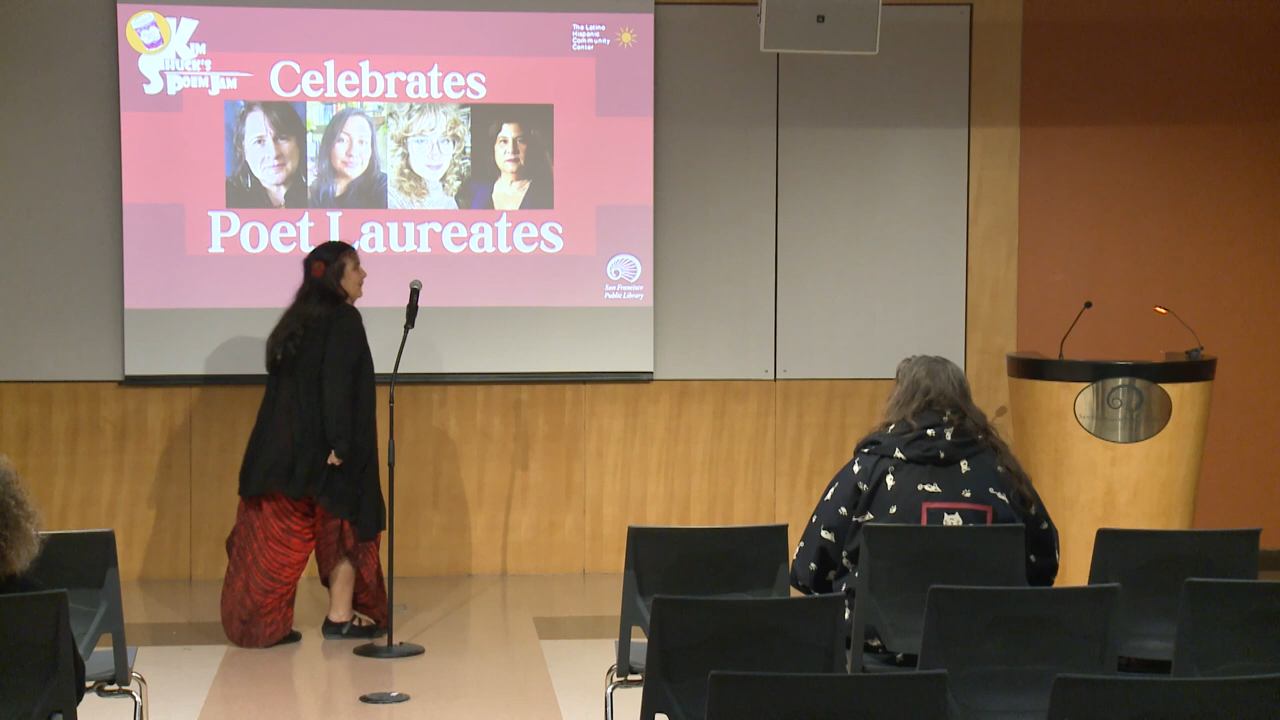 Kim
Shuck's
Poem Jam
The Latino
Hispanic
Community
Center
Celebrates
Poet Laureates
San Francisco
Public Library